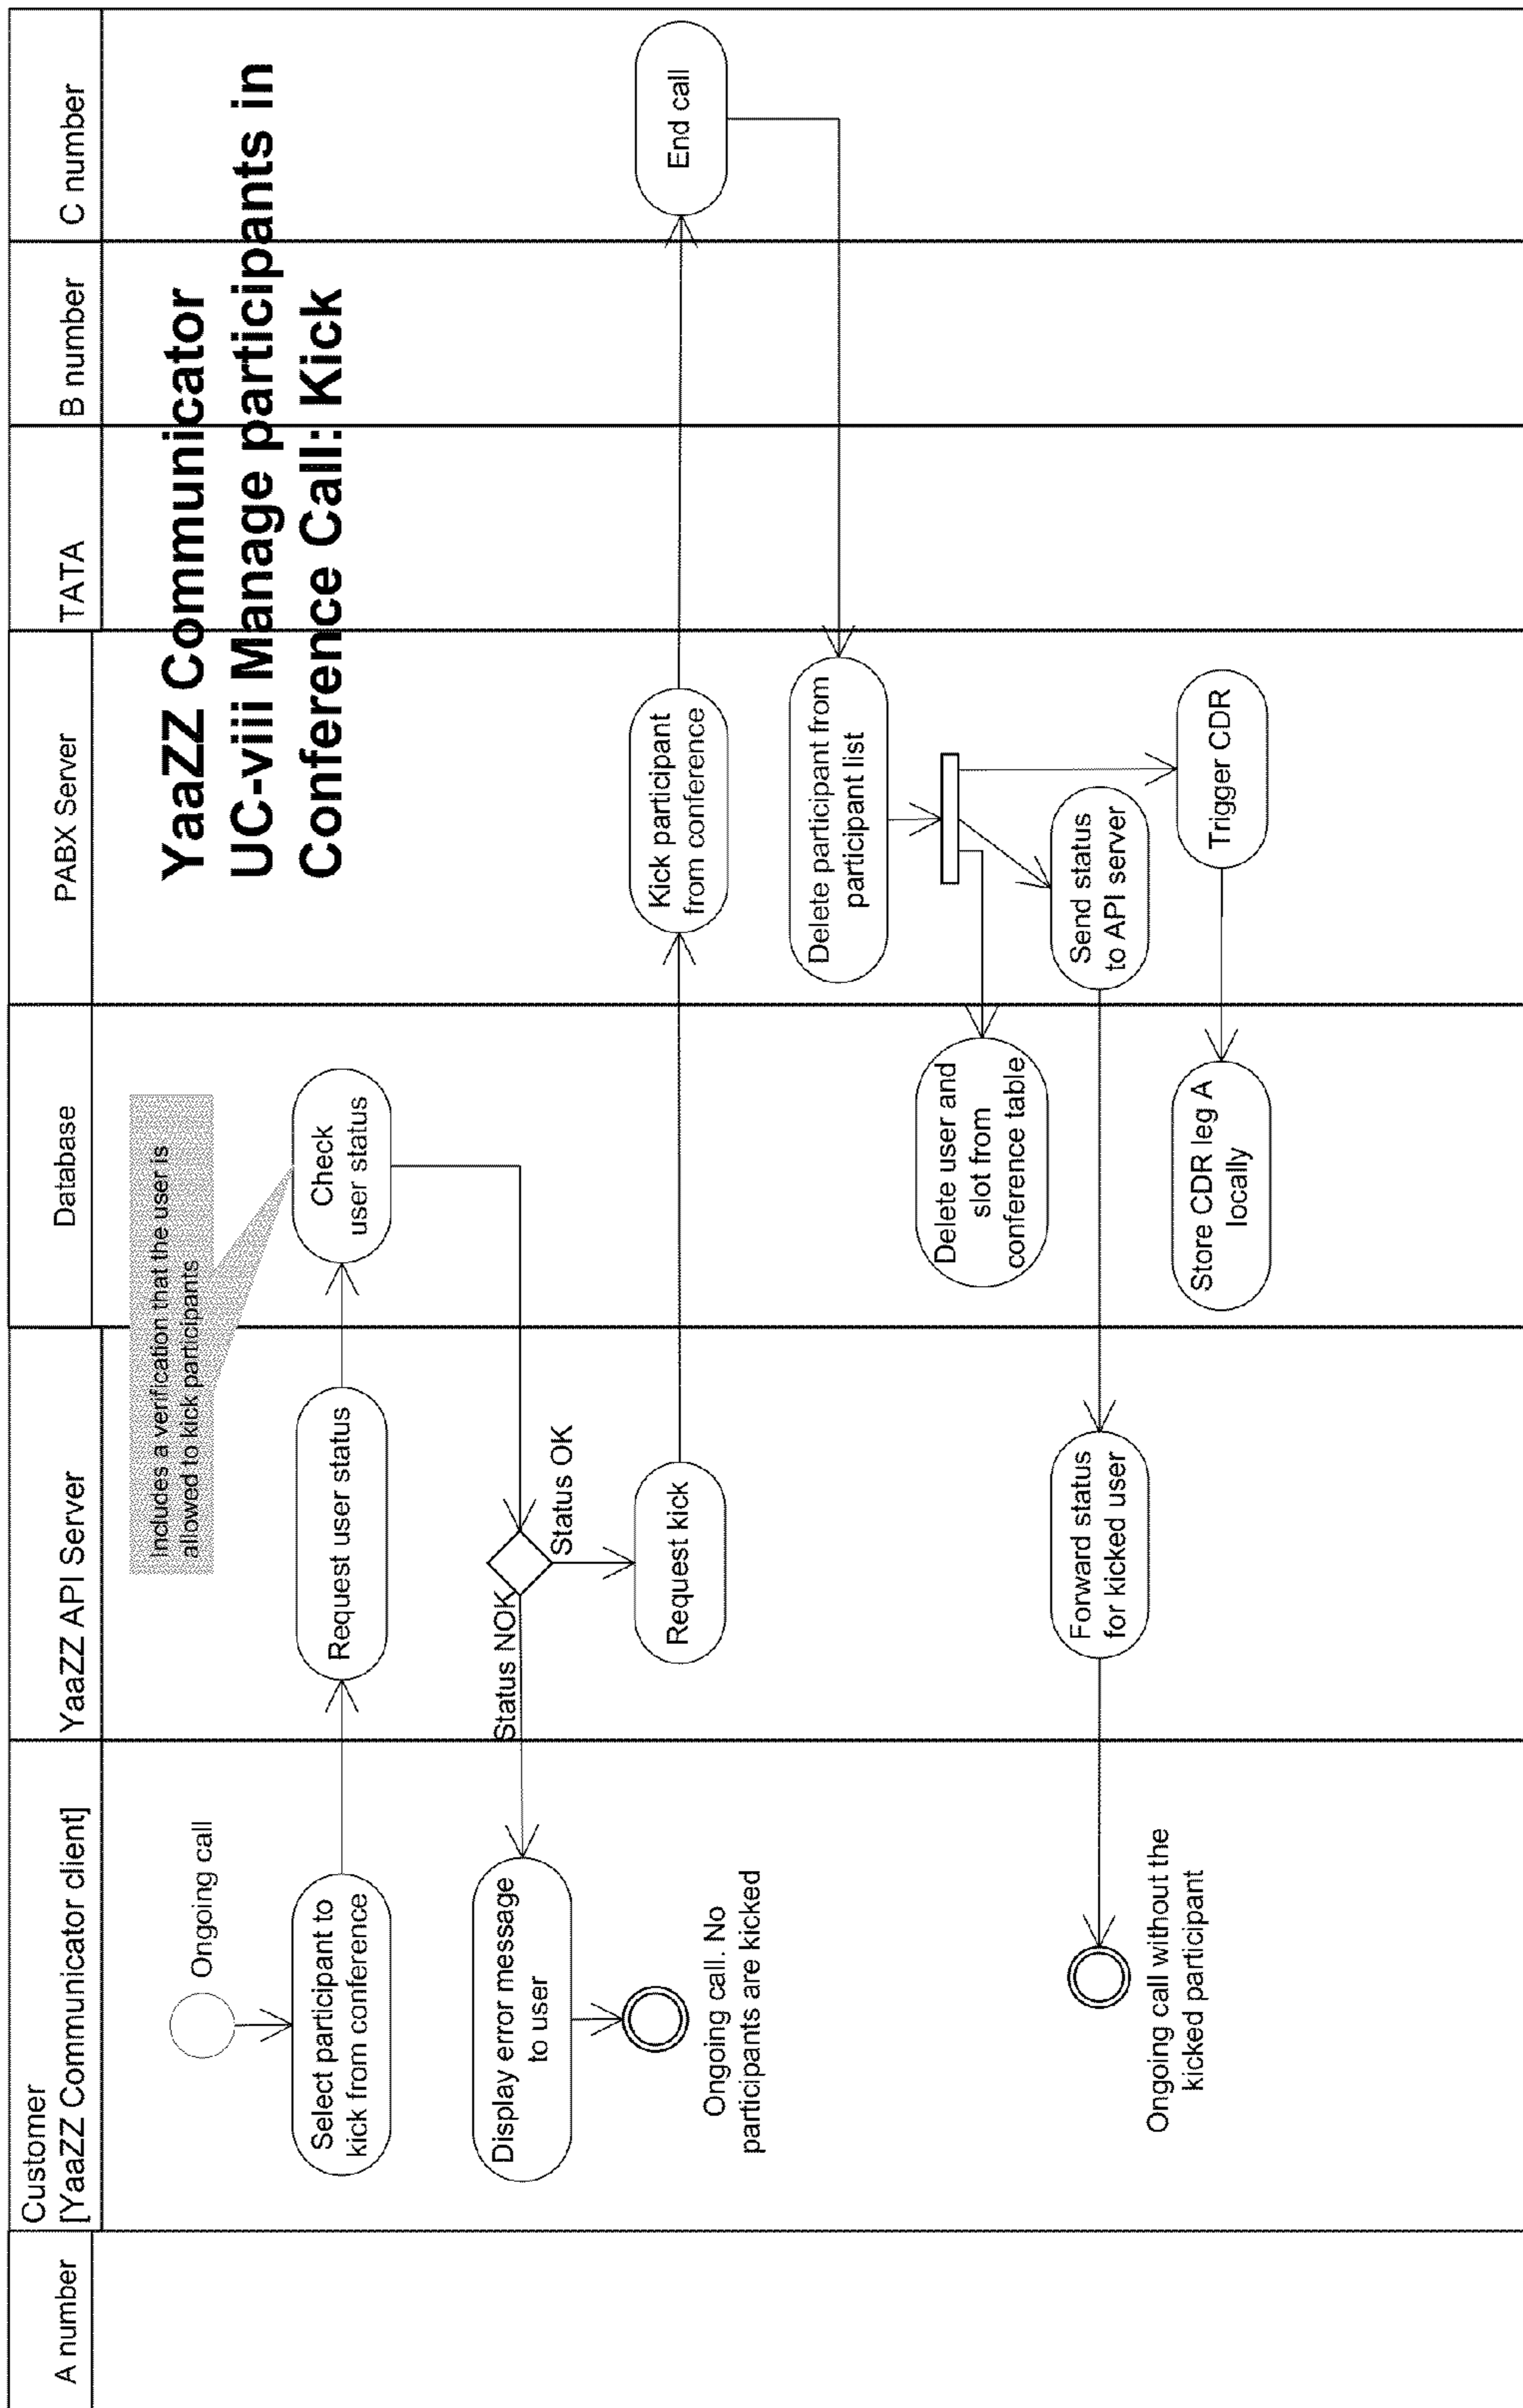 A number
Customer
[YaaZZ Communicator client]
YaaZZ API Server
Database
PABX Server
TATA
B number
C number
YaaZZ Communicator
UC-viii Manage participants in
Conference Call: Kick
Ongoing call
Includes a verification that the user is
allowed to kick participants
Select participant to
kick from conference
Request user status
Check
user status
Status NOK
Status OK
Display error message
to user
Ongoing call. No
participants are kicked
Request kick
Kick participant
from conference
End call
Delete participant from
participant list
Delete user and
slot from
conference table
Send status
to API server
Forward status
for kicked user
Ongoing call without the
kicked participant
Trigger CDR
Store CDR leg A
locally